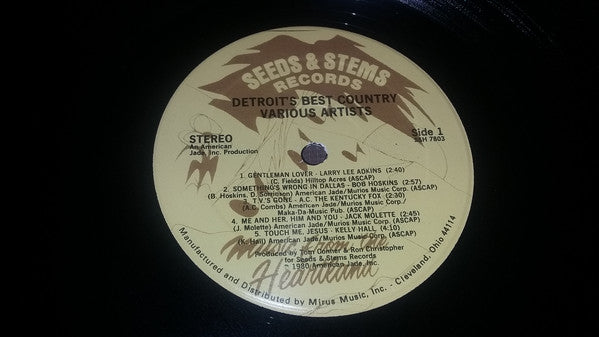 SEEDS & STEMS
RECORDS
DETROIT'S BEST COUNTRY
VARIOUS ARTISTS
STEREO
An American
Jade, Inc. Production
Side 1
SSH 7803
1. GENTLEMAN LOVER - LARRY LEE ADKINS (2:40)
(C. Fields) Hilltop Acres (ASCAP)
2. SOMETHING'S WRONG IN DALLAS - BOB HOSKINS (2:57)
(B. Hoskins, D. Sorrieson) American Jade/Murios Music Corp. (ASCAP)
T.V.'S GONE - A.C. THE KENTUCKY FOX (2:32)
(A.C. Combs) American Jade/Murios Music Corp./
Maka-Da-Music Pub. (ASCAP)
4. ME AND HER, HIM AND YOU - JACK MOLETTE (2:45)
(J. Molette) American Jade/Murios Music Corp. (ASCAP)
5. TOUCH ME, JESUS - KELLY HALL (4:10)
(K. Hall) American Jade/Murios Music Corp. (ASCAP)
Music from the
Heartland
Produced by Tom Conner & Ron Christopher
for Seeds & Stems Records
© 1980 American Jade, Inc.
Manufactured and Distributed by Mirus Music, Inc. - Cleveland, Ohio 44114